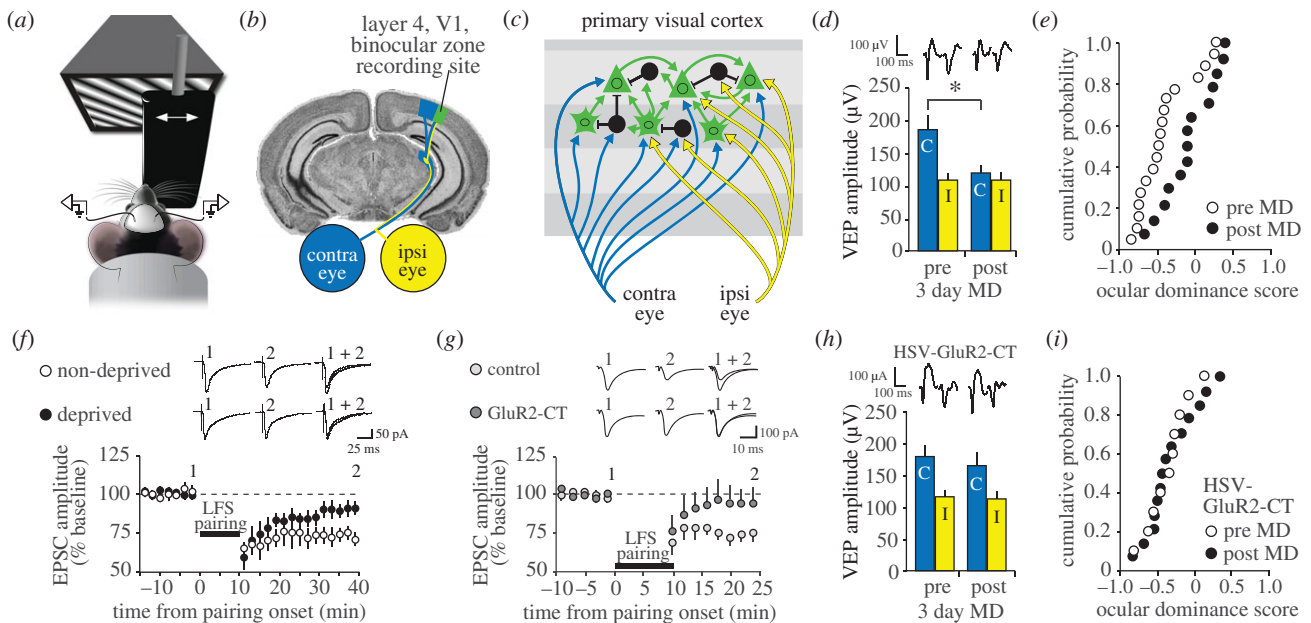 (a)
(b)
layer 4, V1,
binocular zone
recording site
contra
eye
ipsi
eye
(c)
primary visual cortex
contra
eye
ipsi
eye
(d)
100 µV
100 ms
VEP amplitude (µV)
250
200
150
100
50
0
*
C
I
C
I
pre
post
3 day MD
(e)
cumulative probability
1.0
0.8
0.6
0.4
0.2
0
pre MD
post MD
−1.0
−0.5
0
0.5
1.0
ocular dominance score
(f)
non-deprived
deprived
1
2
1 + 2
1
2
1 + 2
50 pA
25 ms
EPSC amplitude
(% baseline)
125
100
75
50
1
2
LFS
pairing
−10
0
10
20
30
40
time from pairing onset (min)
(g)
control
GluR2-CT
1
2
1 + 2
1
2
1 + 2
100 pA
10 ms
EPSC amplitude
(% baseline)
125
100
75
50
1
2
LFS
pairing
−10
−5
0
5
10
15
20
25
time from pairing onset (min)
(h)
HSV-GluR2-CT
100 µA
100 ms
VEP amplitude (µV)
250
200
150
100
50
0
C
I
C
I
pre
post
3 day MD
(i)
cumulative probability
1.0
0.8
0.6
0.4
0.2
0
HSV-
GluR2-CT
pre MD
post MD
−1.0
−0.5
0
0.5
1.0
ocular dominance score